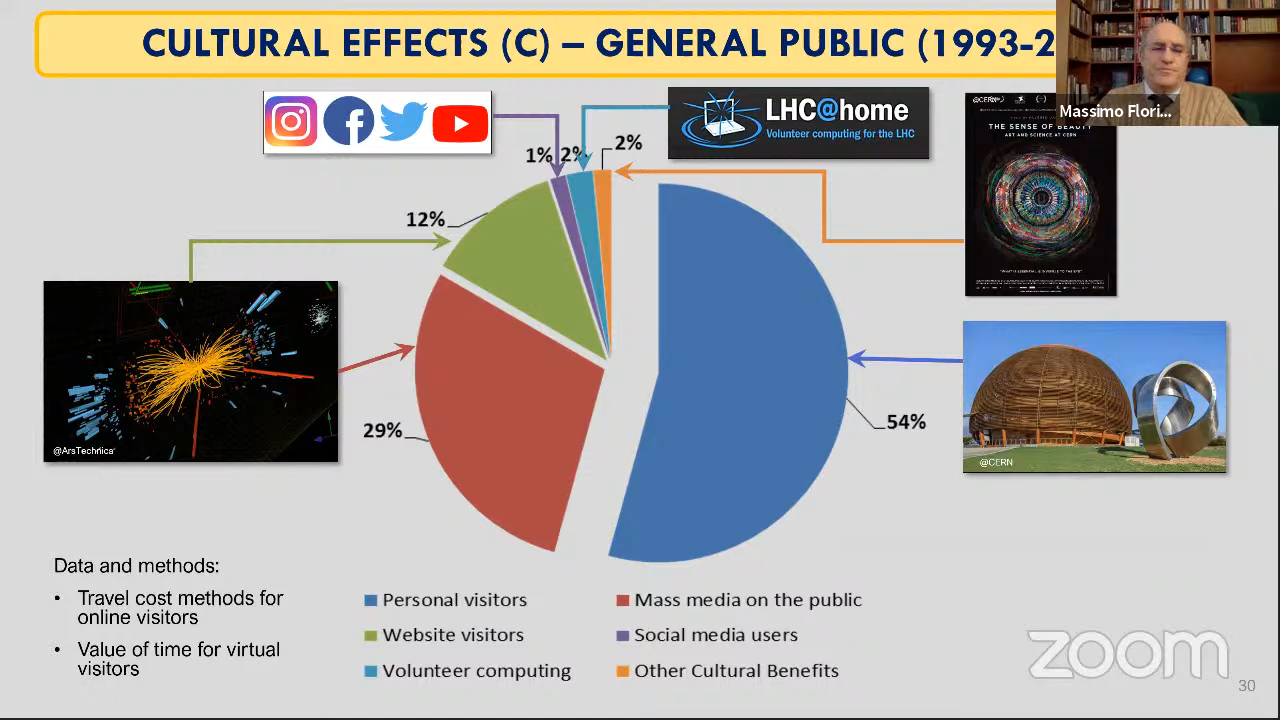 CULTURAL EFFECTS (C) – GENERAL PUBLIC (1993-2
Massimo Flori...
LHC@home
Volunteer computing for the LHC
@CERN
THE SENSE OF BEAUTY
ART AND SCIENCE AT CERN
1%
2%
2%
12%
29%
54%
@ArsTechnica
@CERN
Data and methods:
• Travel cost methods for
online visitors
• Value of time for virtual
visitors
Personal visitors
Mass media on the public
Website visitors
Social media users
Volunteer computing
Other Cultural Benefits
zoom
30